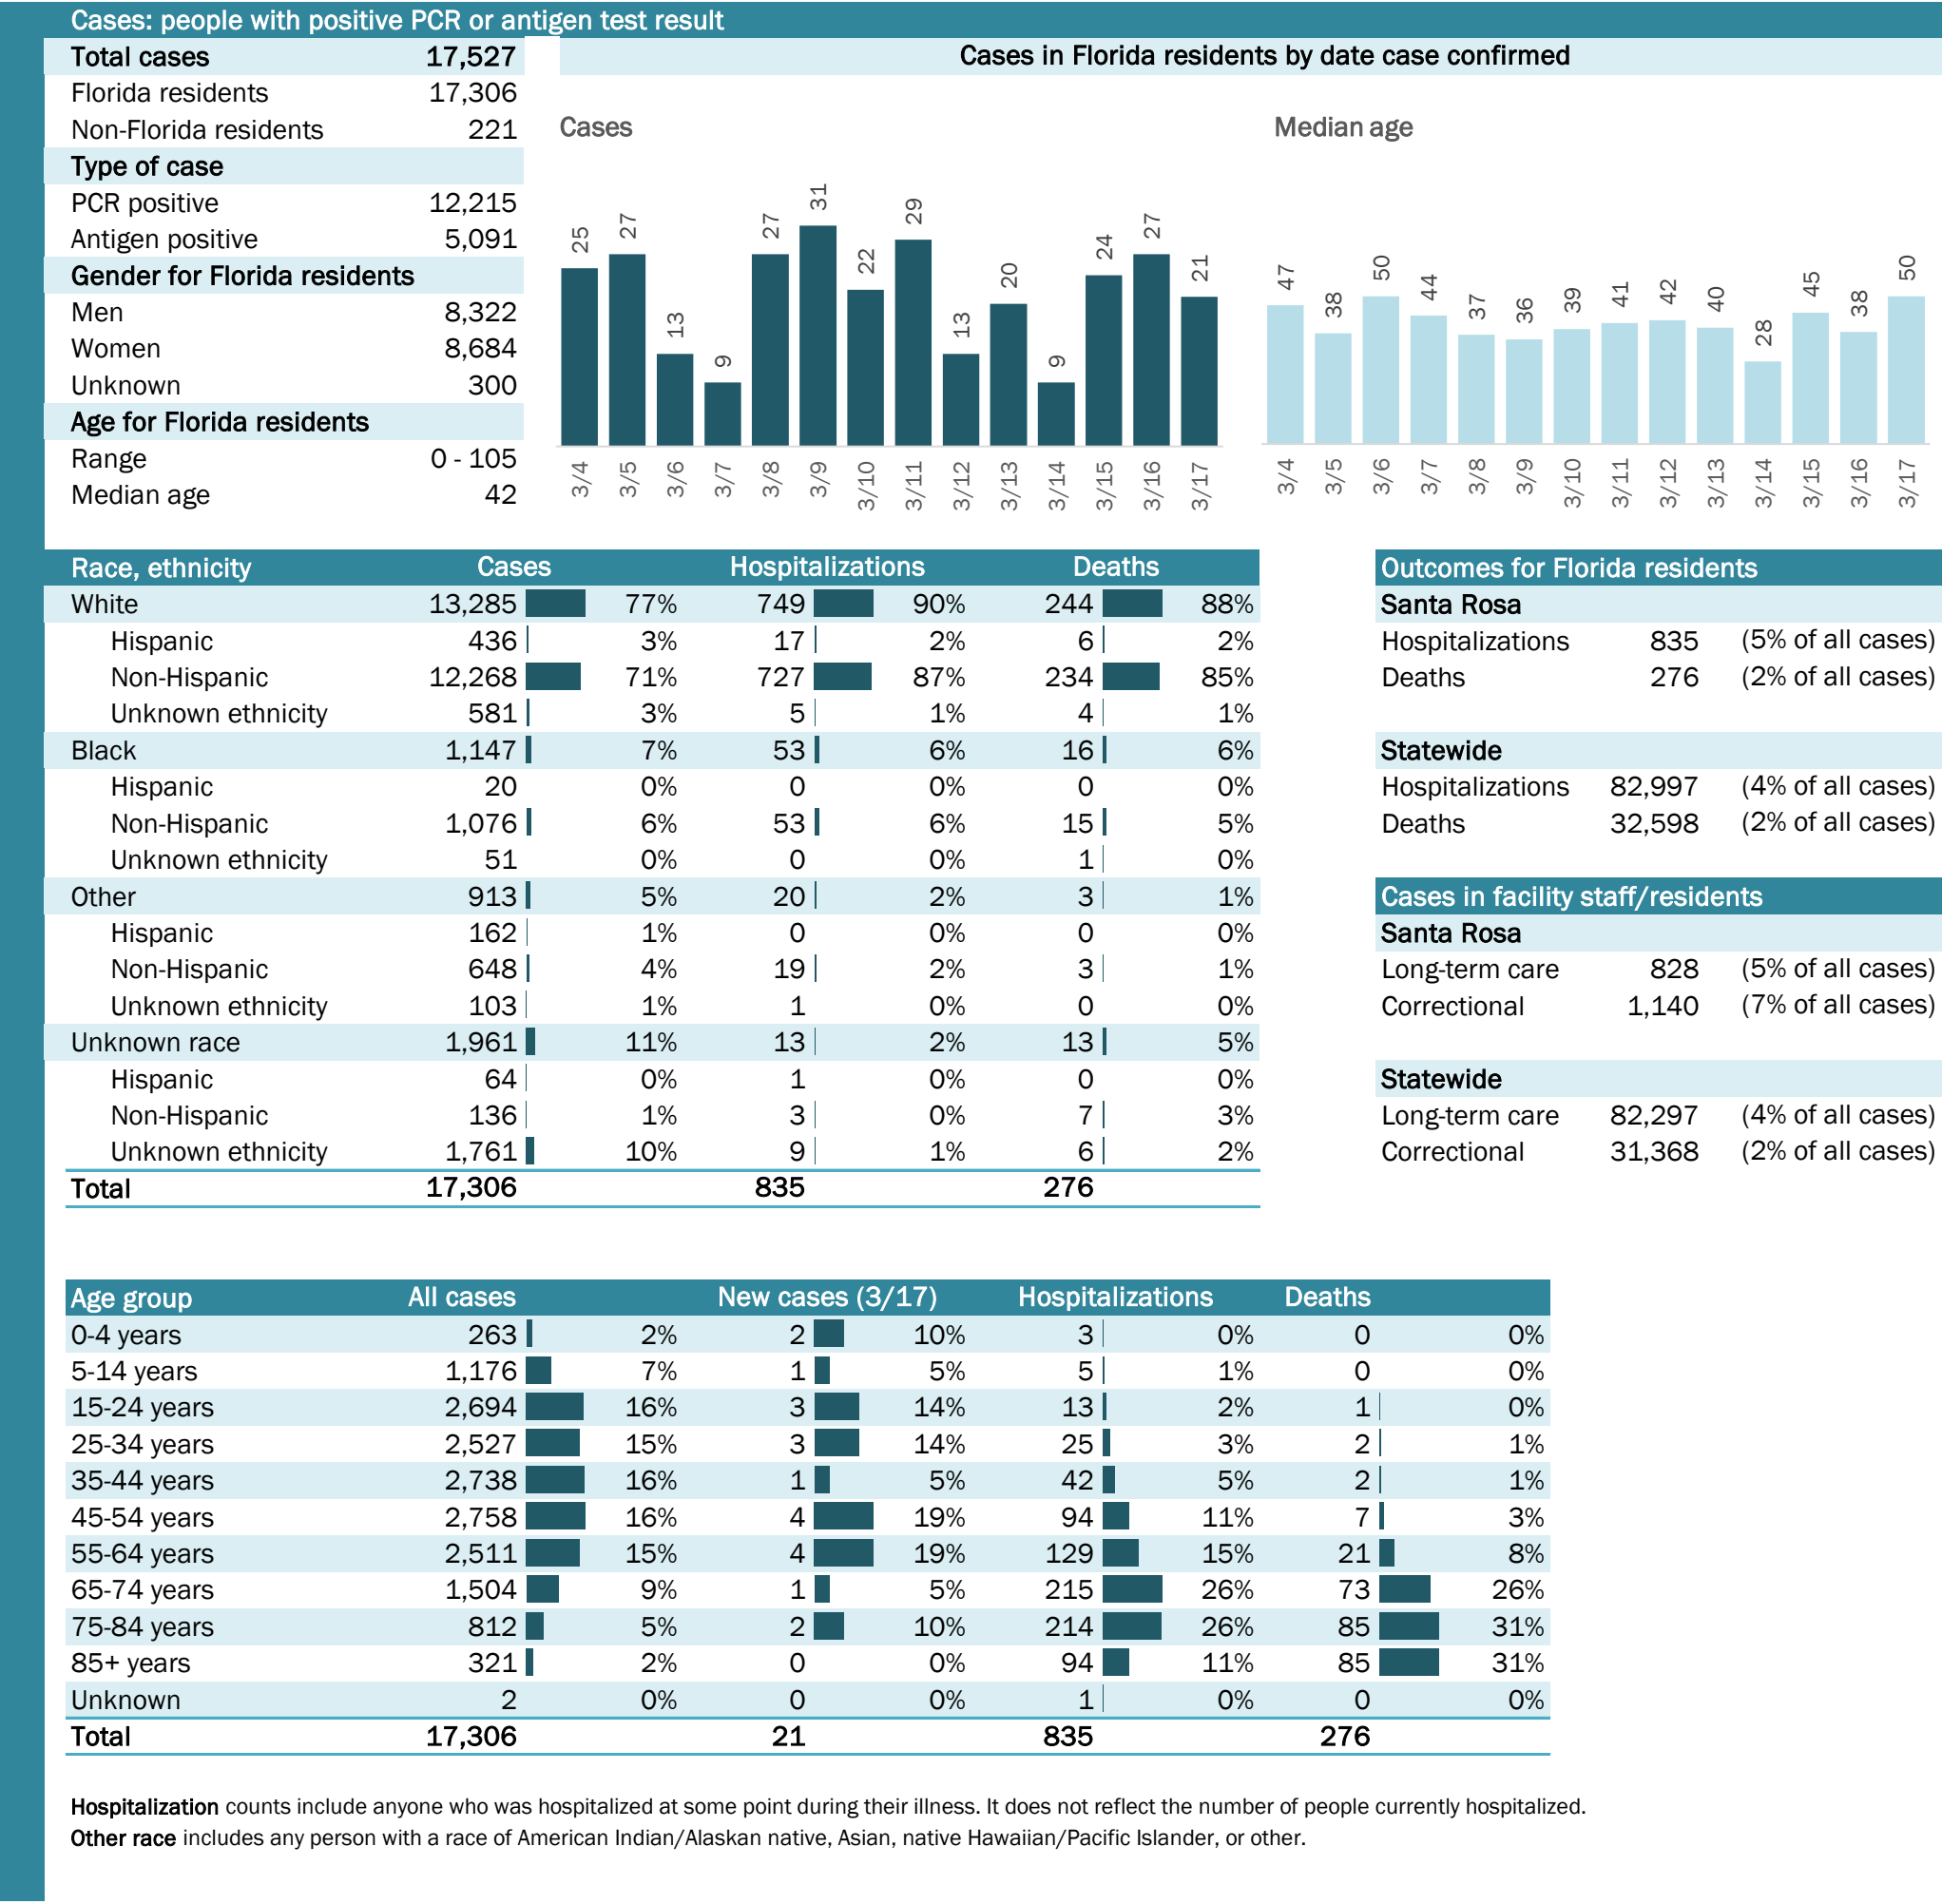 Cases: people with positive PCR or antigen test result
Total cases 17,527
Florida residents 17,306
Non-Florida residents 221
Type of case
PCR positive 12,215
Antigen positive 5,091
Gender for Florida residents
Men 8,322
Women 8,684
Unknown 300
Age for Florida residents
Range 0 - 105
Median age 42
Cases in Florida residents by date case confirmed
Cases
25 27 13 9 27 31 22 29 13 20 9 24 27 21
3/4 3/5 3/6 3/7 3/8 3/9 3/10 3/11 3/12 3/13 3/14 3/15 3/16 3/17
Median age
47 38 50 44 37 36 39 41 42 40 28 45 38 50
3/4 3/5 3/6 3/7 3/8 3/9 3/10 3/11 3/12 3/13 3/14 3/15 3/16 3/17
Race, ethnicity Cases Hospitalizations Deaths
White 13,285 77% 749 90% 244 88%
Hispanic 436 3% 17 2% 6 2%
Non-Hispanic 12,268 71% 727 87% 234 85%
Unknown ethnicity 581 3% 5 1% 4 1%
Black 1,147 7% 53 6% 16 6%
Hispanic 20 0% 0 0% 0 0%
Non-Hispanic 1,076 6% 53 6% 15 5%
Unknown ethnicity 51 0% 0 0% 1 0%
Other 913 5% 20 2% 3 1%
Hispanic 162 1% 0 0% 0 0%
Non-Hispanic 648 4% 19 2% 3 1%
Unknown ethnicity 103 1% 1 0% 0 0%
Unknown race 1,961 11% 13 2% 13 5%
Hispanic 64 0% 1 0% 0 0%
Non-Hispanic 136 1% 3 0% 7 3%
Unknown ethnicity 1,761 10% 9 1% 6 2%
Total 17,306 835 276
Outcomes for Florida residents
Santa Rosa
Hospitalizations 835 (5% of all cases)
Deaths 276 (2% of all cases)
Statewide
Hospitalizations 82,997 (4% of all cases)
Deaths 32,598 (2% of all cases)
Cases in facility staff/residents
Santa Rosa
Long-term care 828 (5% of all cases)
Correctional 1,140 (7% of all cases)
Statewide
Long-term care 82,297 (4% of all cases)
Correctional 31,368 (2% of all cases)
Age group All cases New cases (3/17) Hospitalizations Deaths
0-4 years 263 2% 2 10% 3 0% 0 0%
5-14 years 1,176 7% 1 5% 5 1% 0 0%
15-24 years 2,694 16% 3 14% 13 2% 1 0%
25-34 years 2,527 15% 3 14% 25 3% 2 1%
35-44 years 2,738 16% 1 5% 42 5% 2 1%
45-54 years 2,758 16% 4 19% 94 11% 7 3%
55-64 years 2,511 15% 4 19% 129 15% 21 8%
65-74 years 1,504 9% 1 5% 215 26% 73 26%
75-84 years 812 5% 2 10% 214 26% 85 31%
85+ years 321 2% 0 0% 94 11% 85 31%
Unknown 2 0% 0 0% 1 0% 0 0%
Total 17,306 21 835 276
Hospitalization counts include anyone who was hospitalized at some point during their illness. It does not reflect the number of people currently hospitalized.
Other race includes any person with a race of American Indian/Alaskan native, Asian, native Hawaiian/Pacific Islander, or other.